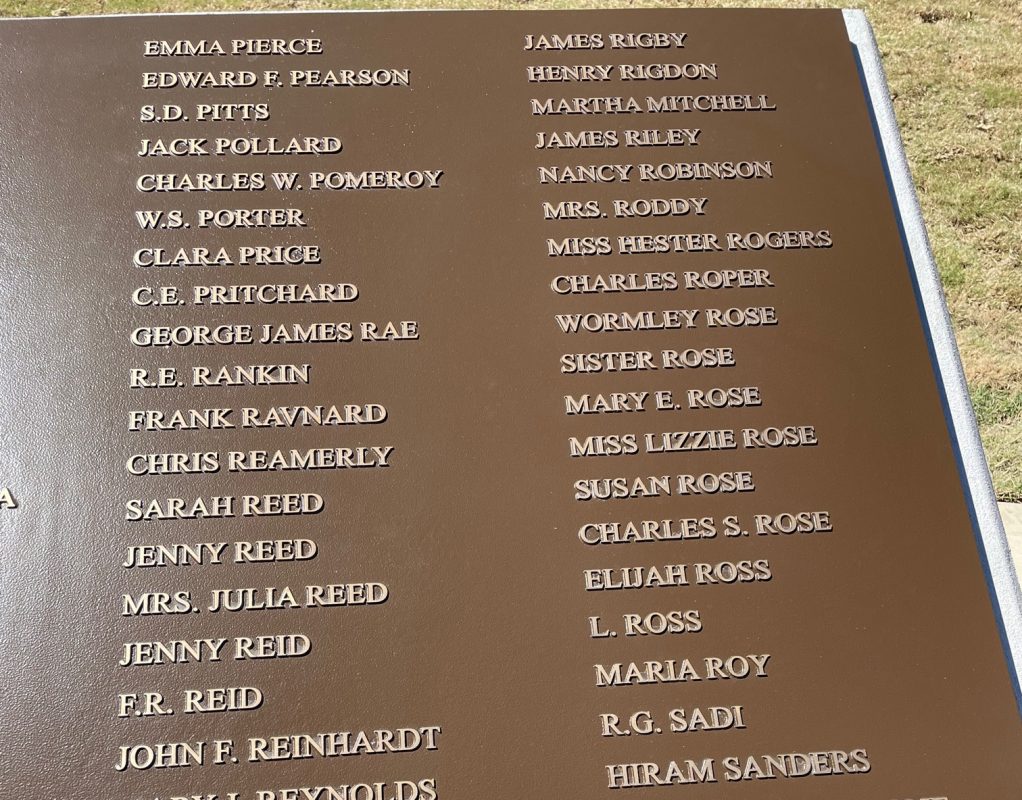 EMMA PIERCE
EDWARD F. PEARSON
S.D. PITTS
JACK POLLARD
CHARLES W. POMEROY
W.S. PORTER
CLARA PRICE
C.E. PRITCHARD
GEORGE JAMES RAE
R.E. RANKIN
FRANK RAVNARD
CHRIS REAMERLY
SARAH REED
JENNY REED
MRS. JULIA REED
JENNY REID
F.R. REID
JOHN F. REINHARDT
REYNOLDS
JAMES RIGBY
HENRY RIGDON
MARTHA MITCHELL
JAMES RILEY
NANCY ROBINSON
MRS. RODDY
MISS HESTER ROGERS
CHARLES ROPER
WORMLEY ROSE
SISTER ROSE
MARY E. ROSE
MISS LIZZIE ROSE
SUSAN ROSE
CHARLES S. ROSE
ELIJAH ROSS
L. ROSS
MARIA ROY
R.G. SADI
HIRAM SANDERS